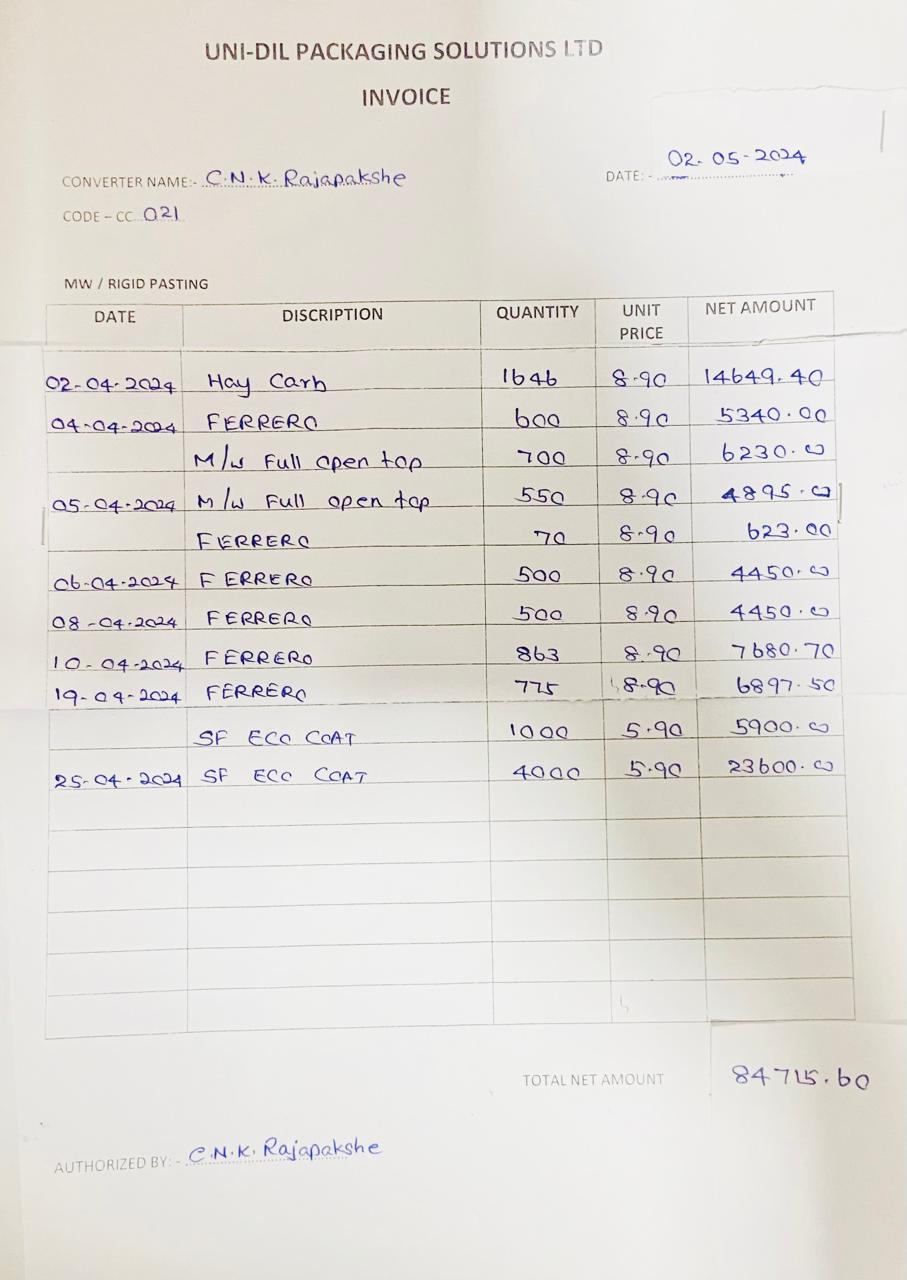 UNI-DIL PACKAGING SOLUTIONS LTD
INVOICE
CONVERTER NAME:- C.N.K. Rajapakshe
DATE: - 02-05-2024
CODE – CC 021
MW / RIGID PASTING
DATE DISCRIPTION QUANTITY UNIT PRICE NET AMOUNT
02-04-2024 Hay Carb 1646 8.90 14649.40
04-04-2024 FERRERO 600 8.90 5340.00
M/w Full open top 700 8.90 6230.00
05-04-2024 M/w Full open top 550 8.90 4895.00
FERRERO 70 8.90 623.00
06-04-2024 FERRERO 500 8.90 4450.00
08-04-2024 FERRERO 500 8.90 4450.00
10-04-2024 FERRERO 863 8.90 7680.70
19-04-2024 FERRERO 775 8.90 6897.50
SF ECO COAT 1000 5.90 5900.00
25-04-2024 SF ECO COAT 4000 5.90 23600.00
TOTAL NET AMOUNT 84715.60
AUTHORIZED BY: - C.N.K. Rajapakshe